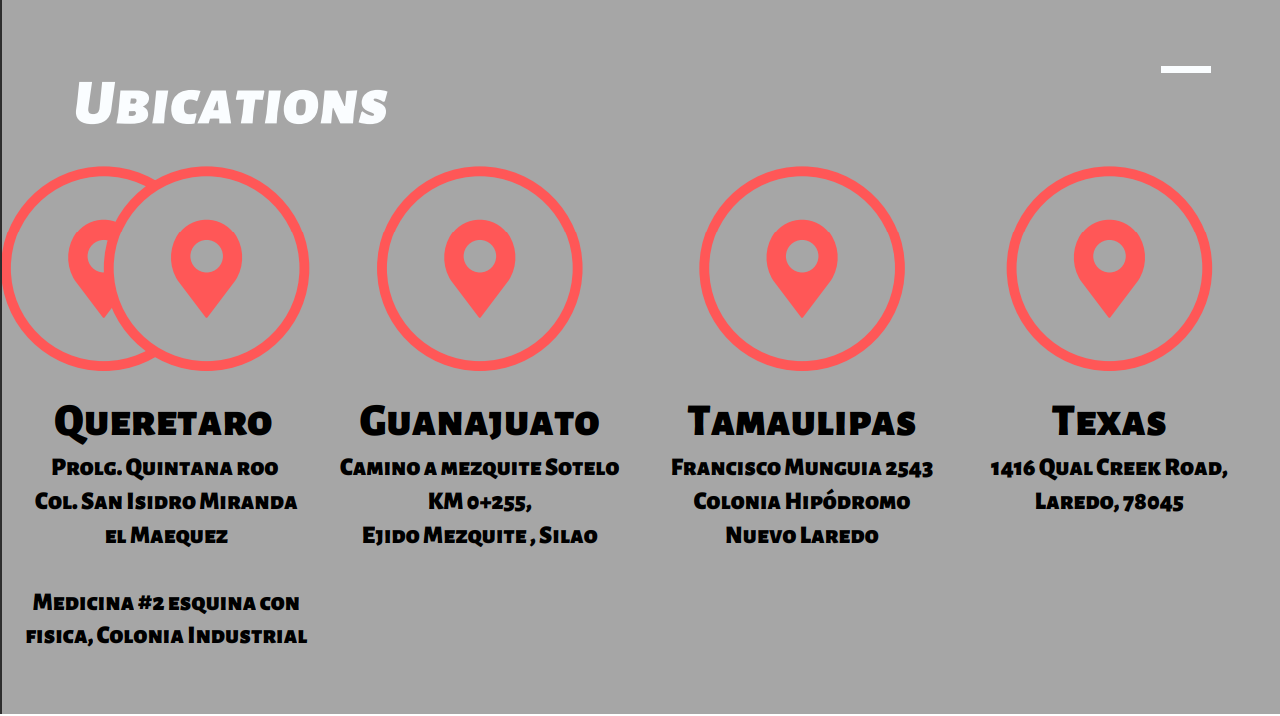 Ubications
Queretaro
Prolg. Quintana roo
Col. San Isidro Miranda
el Maequez
Medicina #2 esquina con
fisica, Colonia Industrial
Guanajuato
Camino a mezquite Sotelo
KM 0+255,
Ejido Mezquite , Silao
Tamaulipas
Francisco Munguia 2543
Colonia Hipódromo
Nuevo Laredo
Texas
1416 Qual Creek Road,
Laredo, 78045